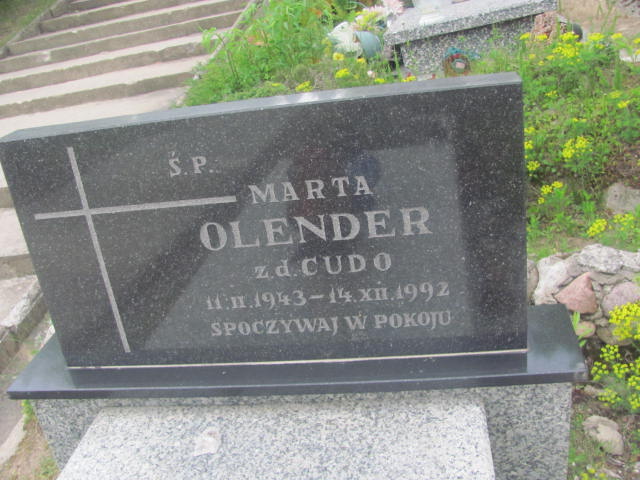 Ś.P.
MARTA
OLENDER
z.d. CUDO
11.II.1943 – 14.XII.1992
SPOCZYWAJ W POKOJU